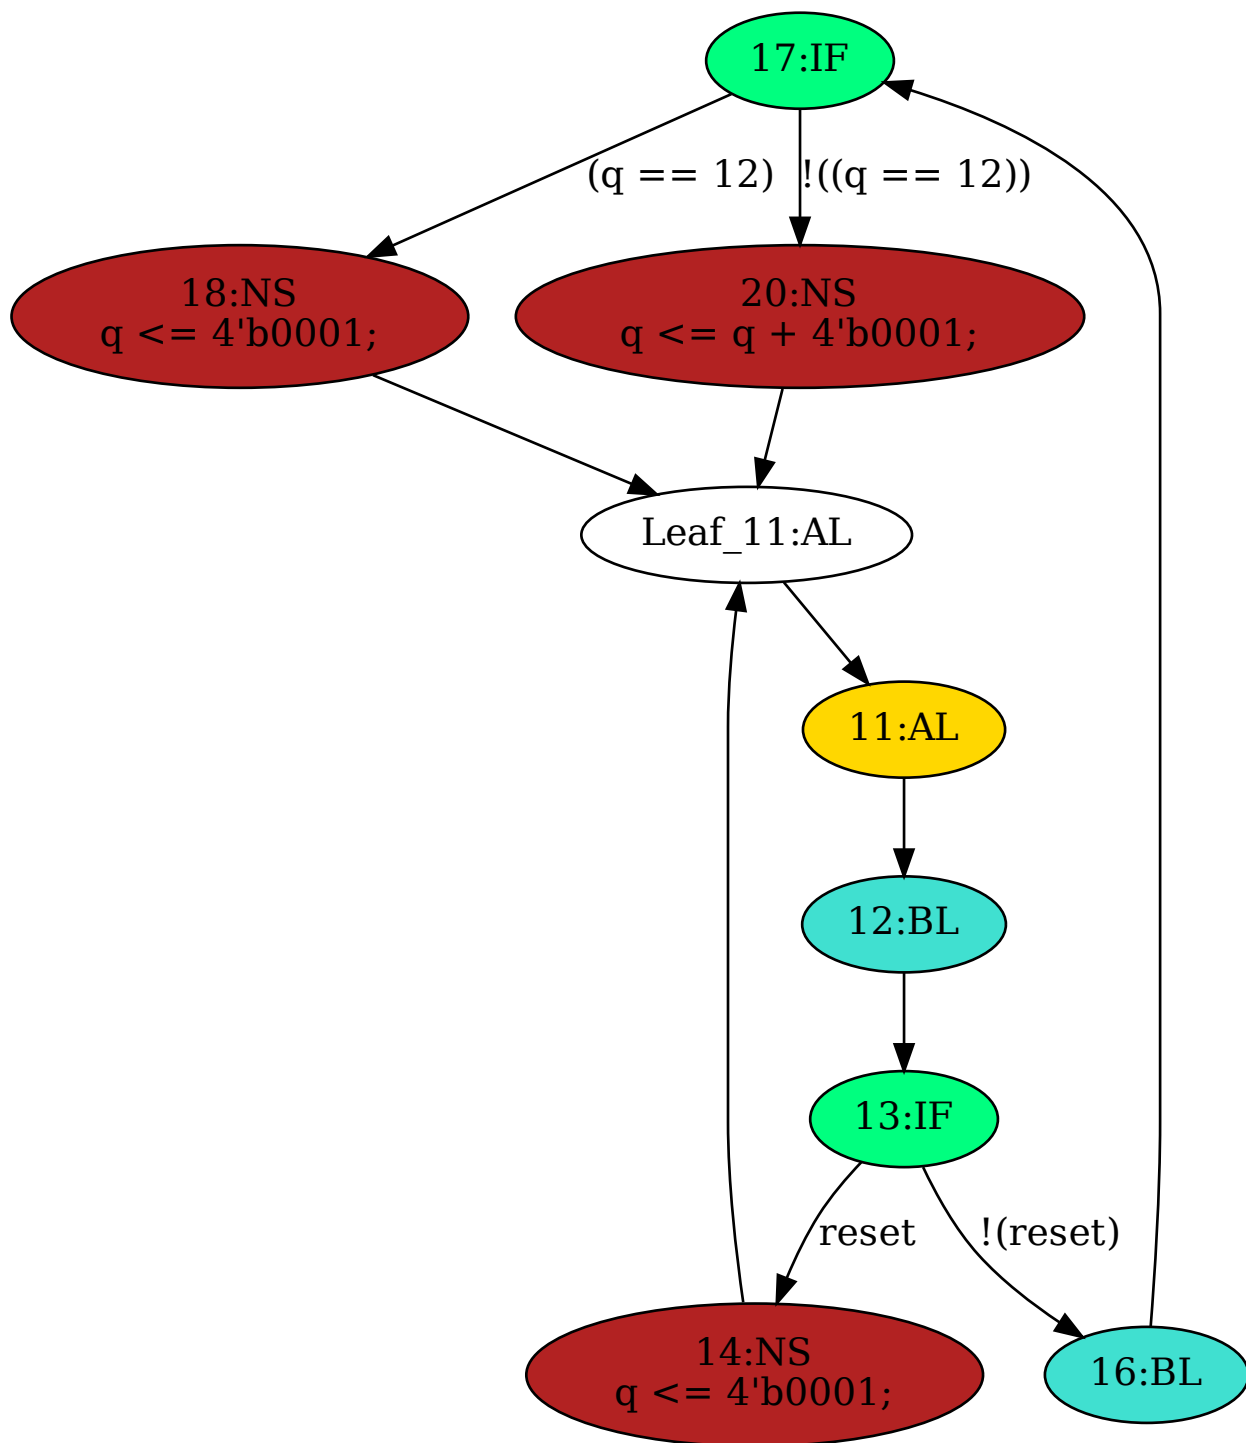 17:IF
(q == 12)
!((q == 12))
18:NS
q <= 4'b0001;
20:NS
q <= q + 4'b0001;
Leaf_11:AL
11:AL
12:BL
13:IF
reset
!(reset)
14:NS
q <= 4'b0001;
16:BL